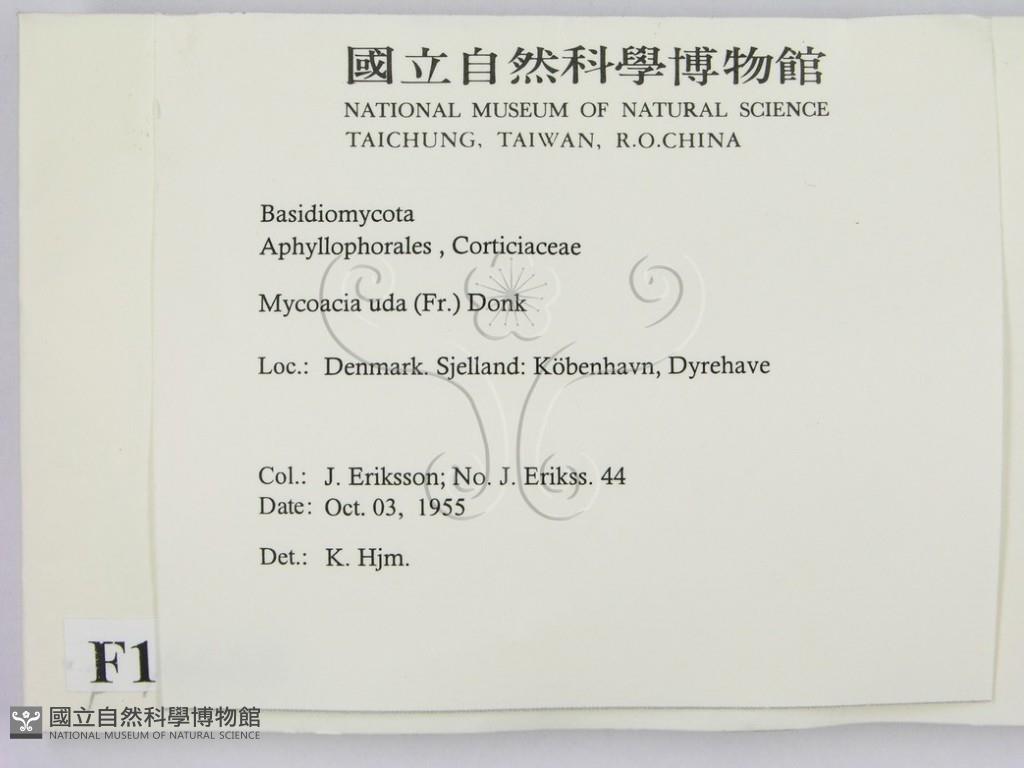 國立自然科學博物館
NATIONAL MUSEUM OF NATURAL SCIENCE
TAICHUNG, TAIWAN, R.O.CHINA
Basidiomycota
Aphyllophorales , Corticiaceae
Mycoacia uda (Fr.) Donk
Loc.: Denmark. Sjelland: Köbenhavn, Dyrehave
Col.: J. Eriksson; No. J. Erikss. 44
Date: Oct. 03, 1955
Det.: K. Hjm.
F1
國立自然科學博物館
NATIONAL MUSEUM OF NATURAL SCIENCE